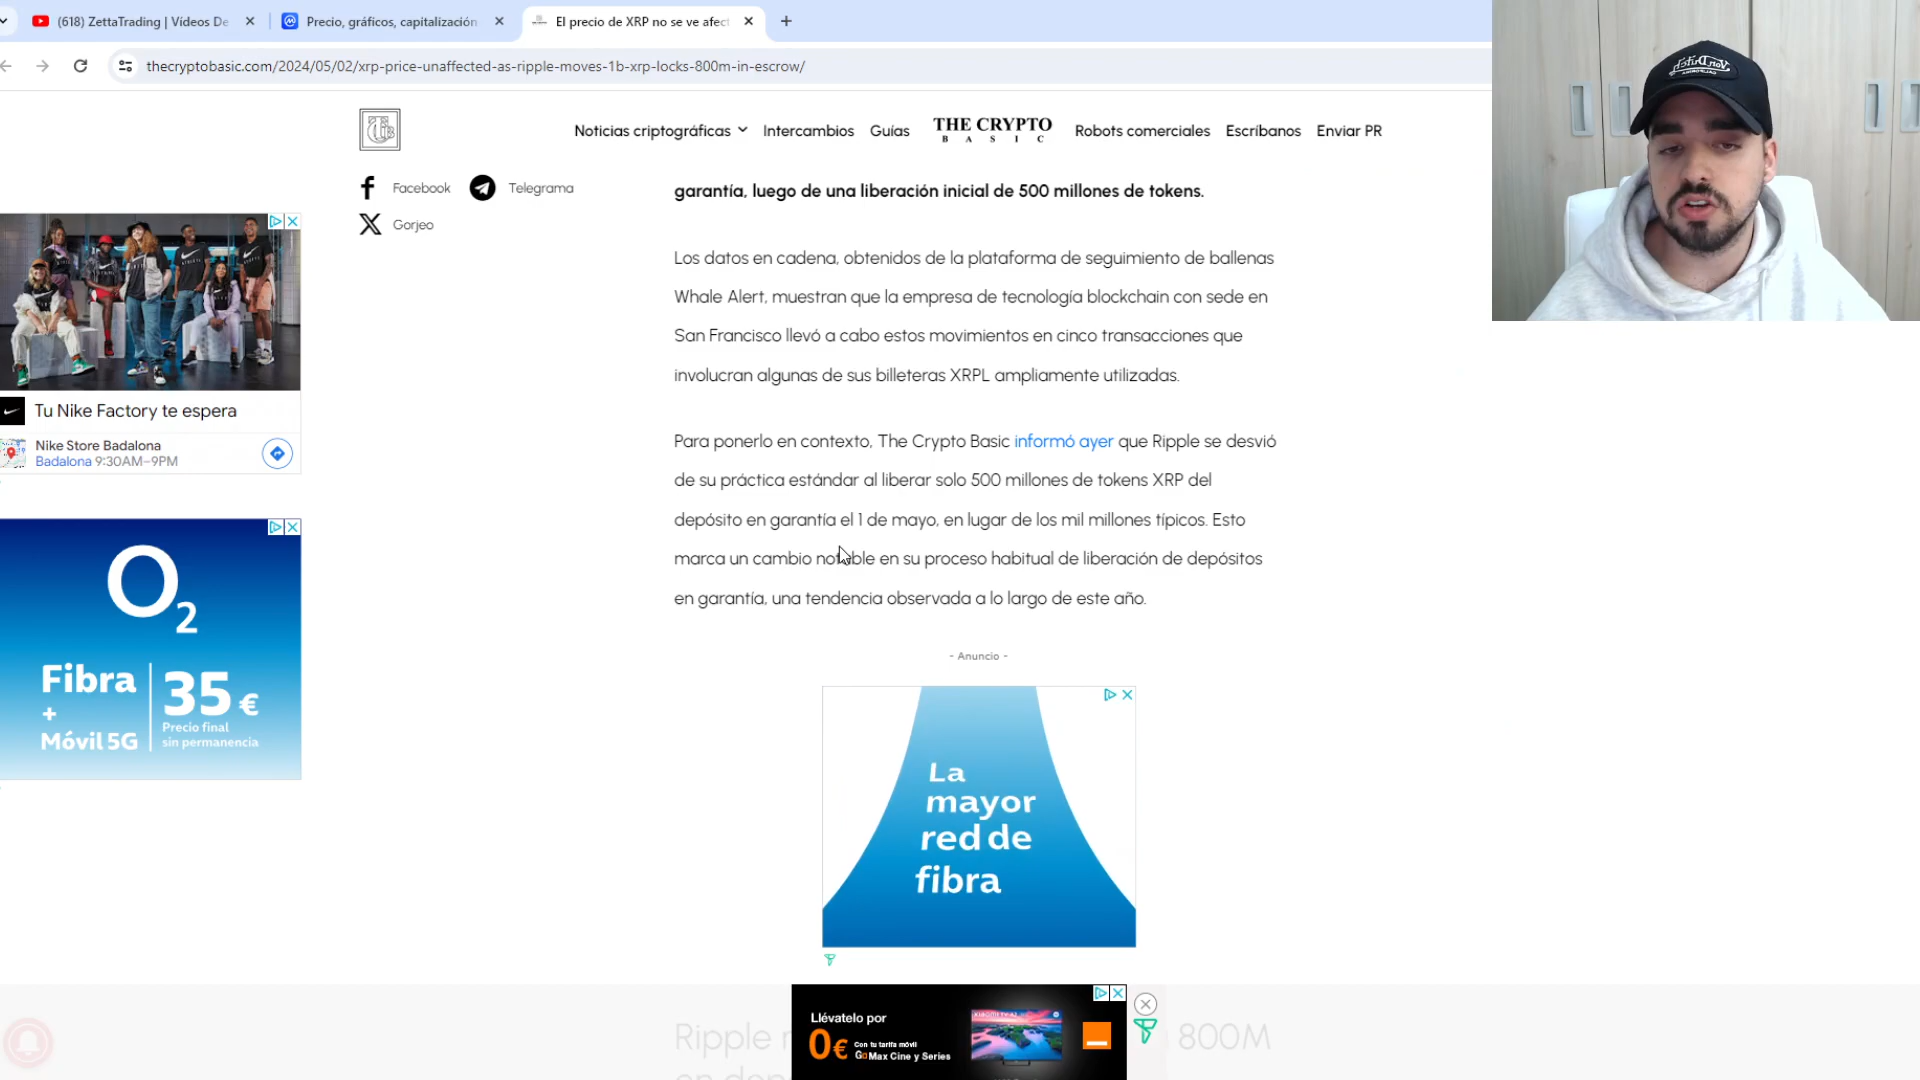 (618) ZettaTrading | Vídeos De
Precio, gráficos, capitalización
El precio de XRP no se ve afect
thecryptobasic.com/2024/05/02/xrp-price-unaffected-as-ripple-moves-1b-xrp-locks-800m-in-escrow/
Noticias criptográficas
Intercambios
Guías
THE CRYPTO
BASIC
Robots comerciales
Escríbanos
Enviar PR
Facebook
Telegrama
Gorjeo
garantía, luego de una liberación inicial de 500 millones de tokens.
Los datos en cadena, obtenidos de la plataforma de seguimiento de ballenas
Whale Alert, muestran que la empresa de tecnología blockchain con sede en
San Francisco llevó a cabo estos movimientos en cinco transacciones que
involucran algunas de sus billeteras XRPL ampliamente utilizadas.
Para ponerlo en contexto, The Crypto Basic informó ayer que Ripple se desvió
de su práctica estándar al liberar solo 500 millones de tokens XRP del
depósito en garantía el 1 de mayo, en lugar de los mil millones típicos. Esto
marca un cambio notable en su proceso habitual de liberación de depósitos
en garantía, una tendencia observada a lo largo de este año.
- Anuncio -
Tu Nike Factory te espera
Nike Store Badalona
Badalona 9:30AM–9PM
O2
Fibra
+
Móvil 5G
35 €
Precio final
sin permanencia
La
mayor
red de
fibra
Llévatelo por
0€ Con tu tarifa móvil
Go Max Cine y Series
Ripple
800M